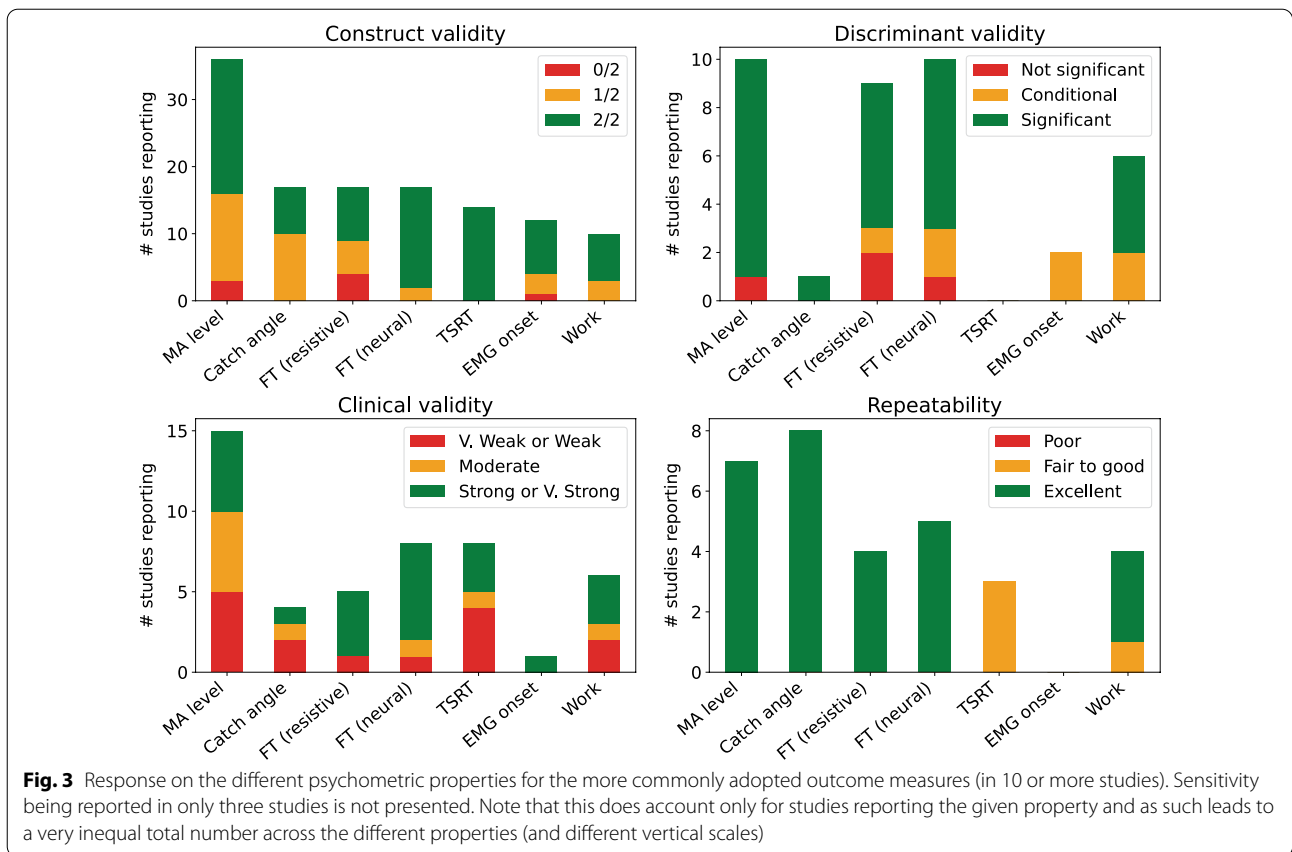 Construct validity
# studies reporting
30
20
10
0
0/2
1/2
2/2
MA level
Catch angle
FT (resistive)
FT (neural)
TSRT
EMG onset
Work
Discriminant validity
# studies reporting
10
8
6
4
2
0
Not significant
Conditional
Significant
MA level
Catch angle
FT (resistive)
FT (neural)
TSRT
EMG onset
Work
Clinical validity
# studies reporting
15
10
5
0
V. Weak or Weak
Moderate
Strong or V. Strong
MA level
Catch angle
FT (resistive)
FT (neural)
TSRT
EMG onset
Work
Repeatability
# studies reporting
8
6
4
2
0
Poor
Fair to good
Excellent
MA level
Catch angle
FT (resistive)
FT (neural)
TSRT
EMG onset
Work
Fig. 3 Response on the different psychometric properties for the more commonly adopted outcome measures (in 10 or more studies). Sensitivity
being reported in only three studies is not presented. Note that this does account only for studies reporting the given property and as such leads to
a very inequal total number across the different properties (and different vertical scales)